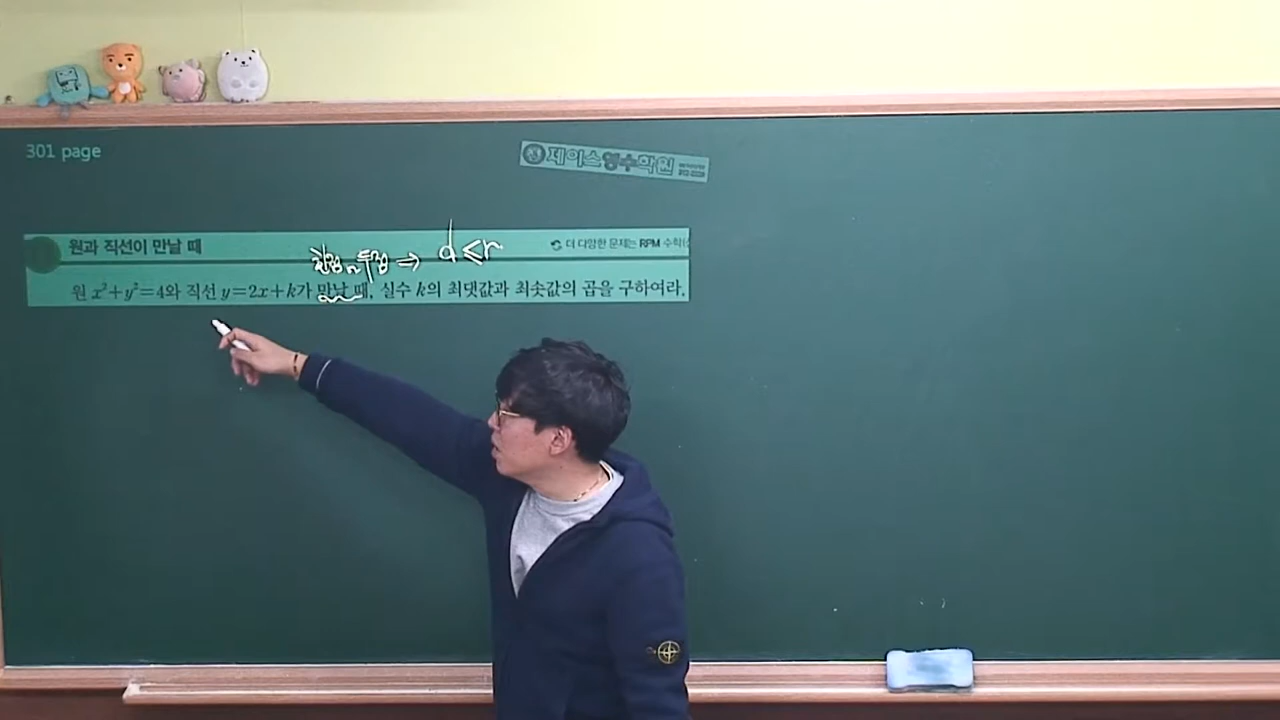 301 page
제이스영수학원
원과 직선이 만날 때
더 다양한 문제는 RPM 수학
한점 or 두점 ⇒ d≤r
원 x²+y²=4와 직선 y=2x+k가 만날 때, 실수 k의 최댓값과 최솟값의 곱을 구하여라.